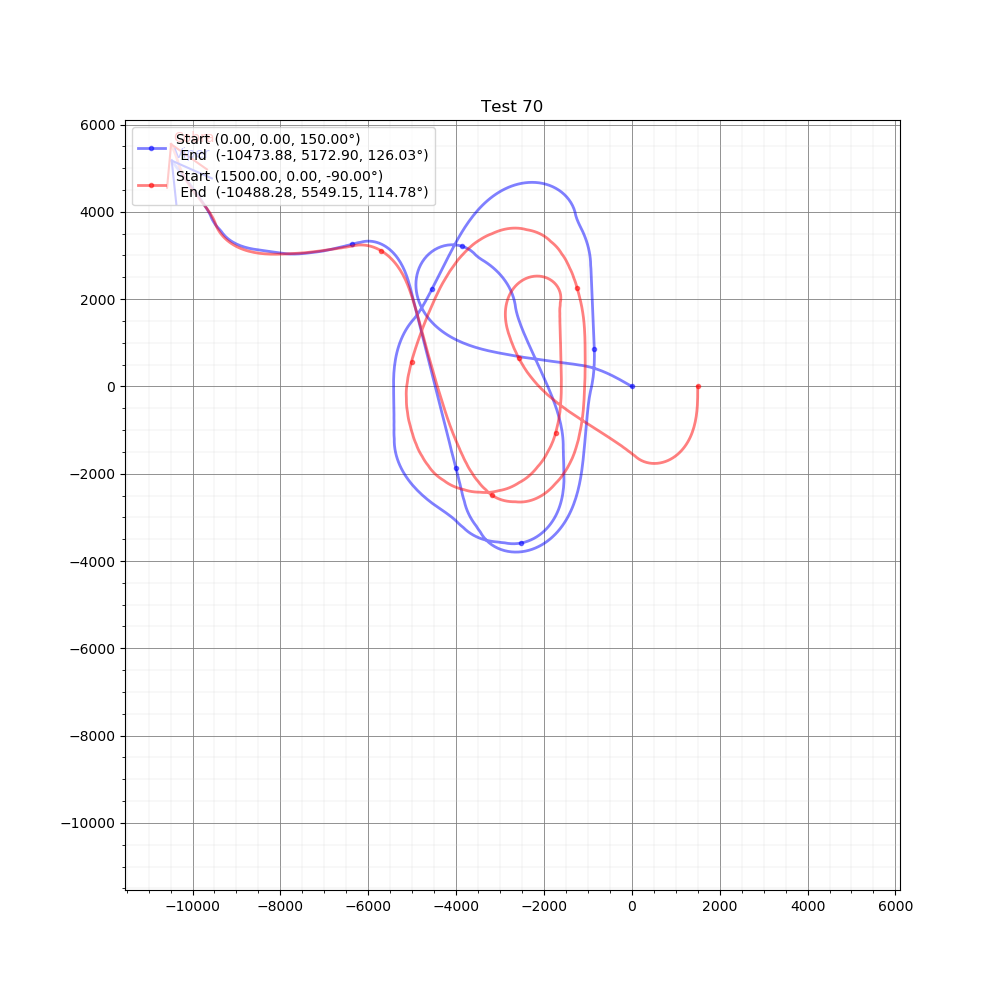 Test 70
Start (0.00, 0.00, 150.00°)
End (-10473.88, 5172.90, 126.03°)
Start (1500.00, 0.00, -90.00°)
End (-10488.28, 5549.15, 114.78°)
6000
4000
2000
0
−2000
−4000
−6000
−8000
−10000
−10000 −8000 −6000 −4000 −2000 0 2000 4000 6000